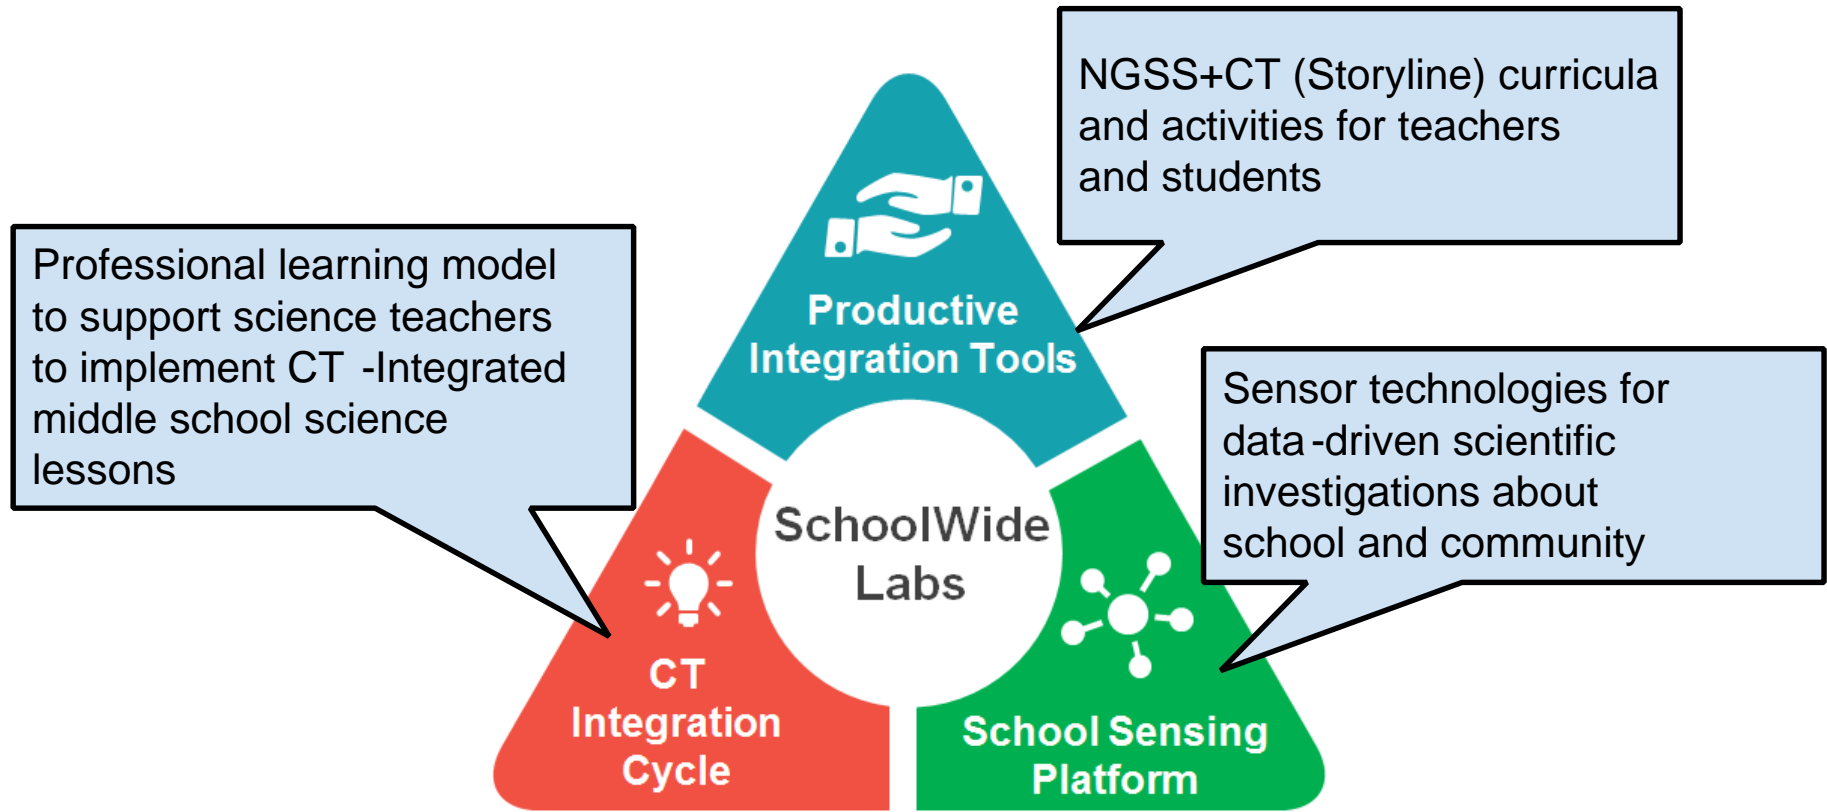 NGSS+CT (Storyline) curricula
and activities for teachers
and students
Professional learning model
to support science teachers
to implement CT -Integrated
middle school science
lessons
Productive
Integration Tools
Sensor technologies for
data-driven scientific
investigations about
school and community
SchoolWide
Labs
CT
Integration
Cycle
School Sensing
Platform